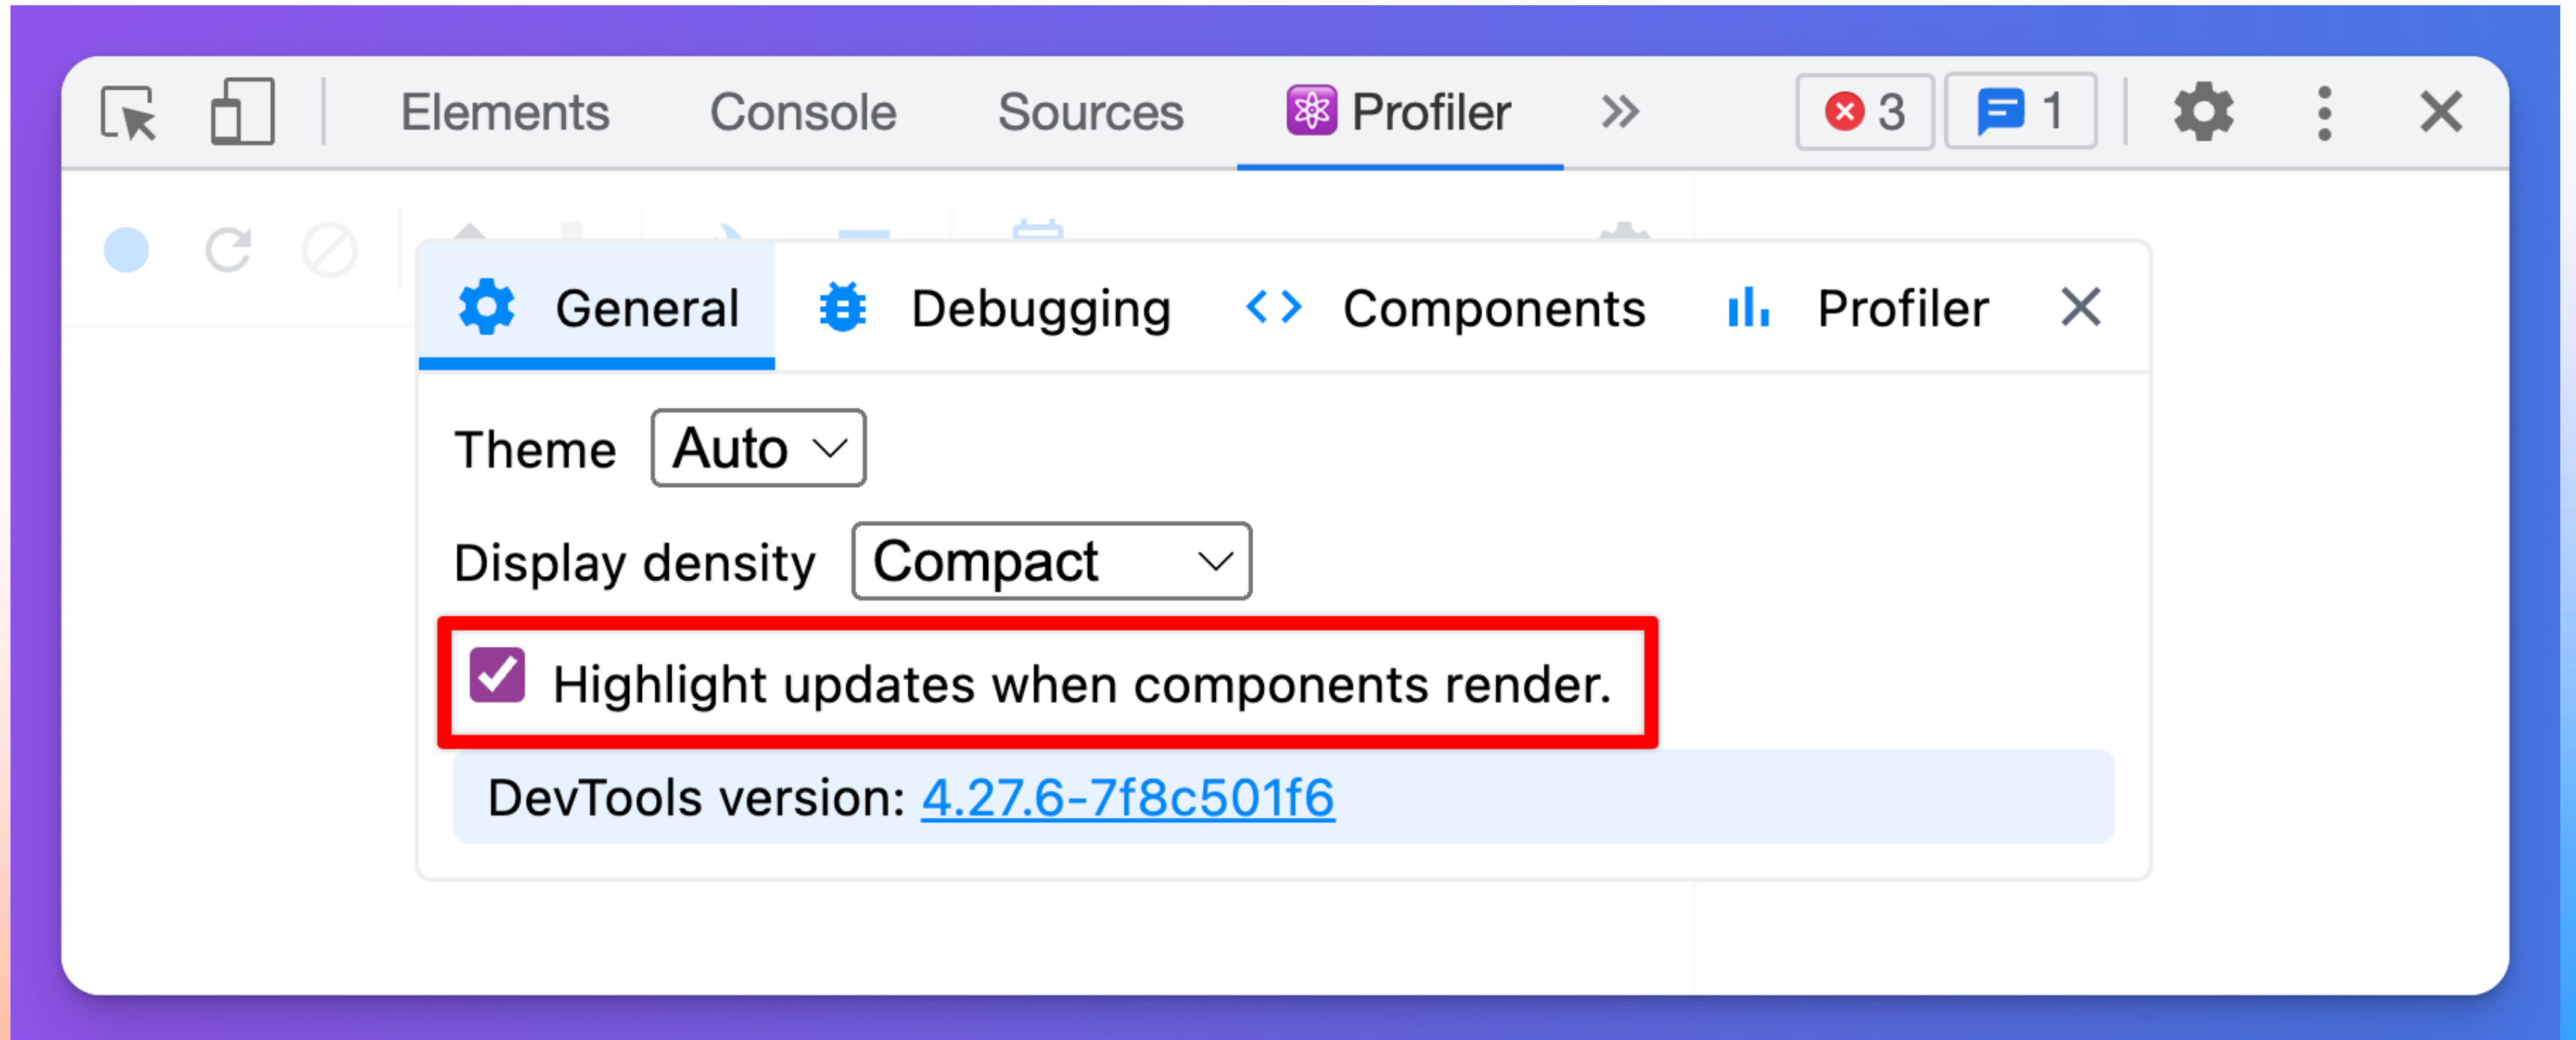 Elements Console Sources Profiler 3 1
General Debugging Components Profiler
Theme Auto
Display density Compact
Highlight updates when components render.
DevTools version: 4.27.6-7f8c501f6